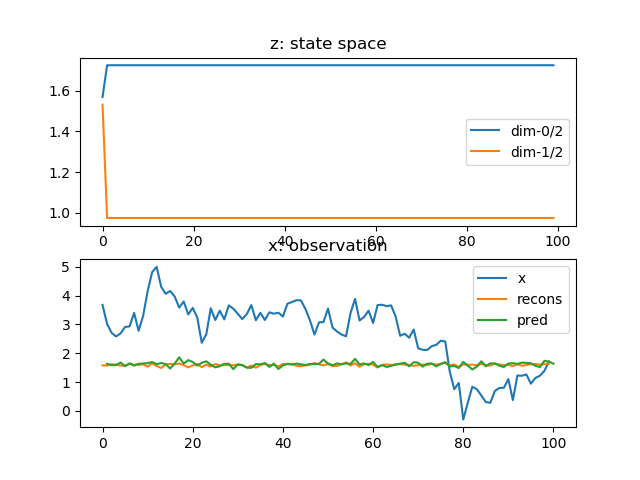 z: state space
1.6
1.4
1.2
1.0
dim-0/2
dim-1/2
0 20 40 60 80 100
x: observation
5
4
3
2
1
0
x
recons
pred
0 20 40 60 80 100